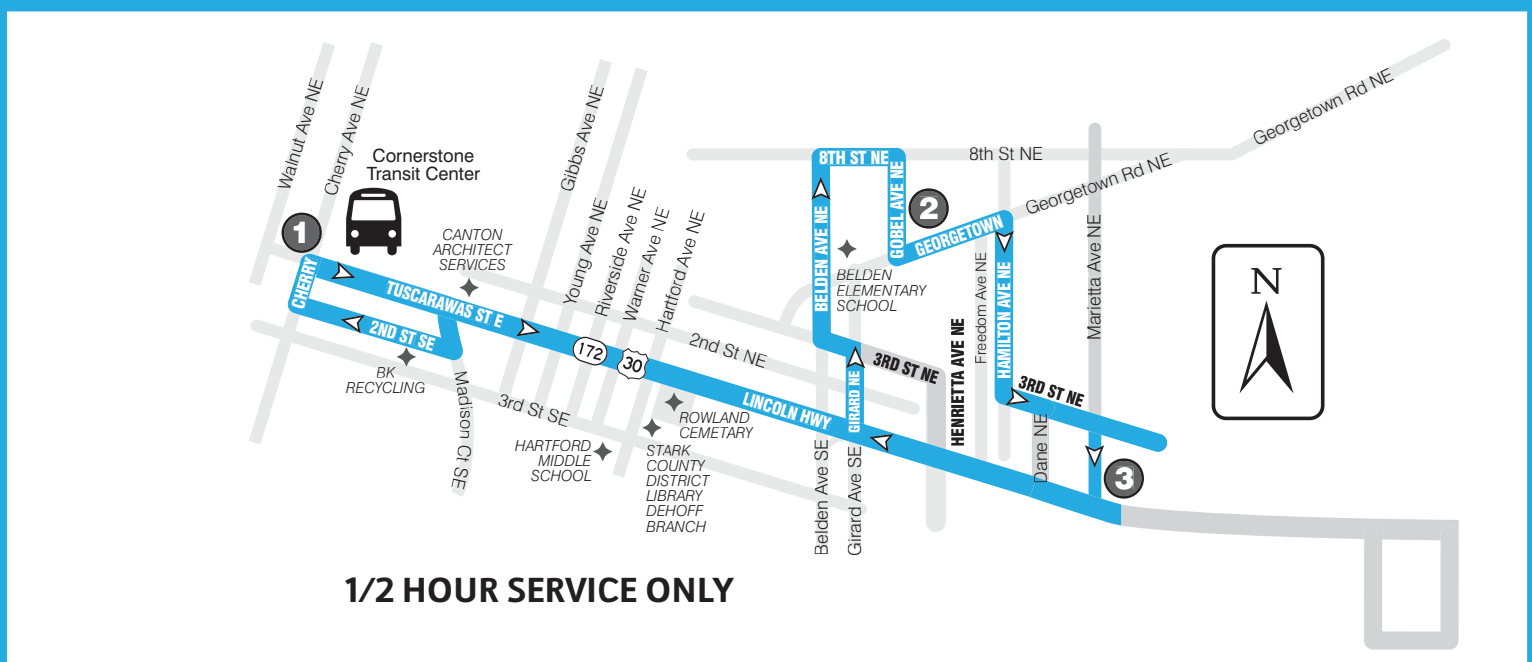 Walnut Ave NE
Cherry Ave NE
Cornerstone
Transit Center
1
CHERRY
TUSCARAWAS ST E
2ND ST SE
CANTON
ARCHITECT
SERVICES
BK
RECYCLING
Madison Ct SE
3rd St SE
Gibbs Ave NE
Young Ave NE
Riverside Ave NE
Warner Ave NE
Hartford Ave NE
172
30
2nd St NE
HARTFORD
MIDDLE
SCHOOL
ROWLAND
CEMETARY
STARK
COUNTY
DISTRICT
LIBRARY
DEHOFF
BRANCH
LINCOLN HWY
8TH ST NE
BELDEN AVE NE
GOBEL AVE NE
2
GEORGETOWN
BELDEN
ELEMENTARY
SCHOOL
GIRARD NE
Belden Ave SE
Girard Ave SE
3RD ST NE
HENRIETTA AVE NE
8th St NE
Georgetown Rd NE
Georgetown Rd NE
Freedom Ave NE
HAMILTON AVE NE
3RD ST NE
Dane NE
Marietta Ave NE
3
N
1/2 HOUR SERVICE ONLY